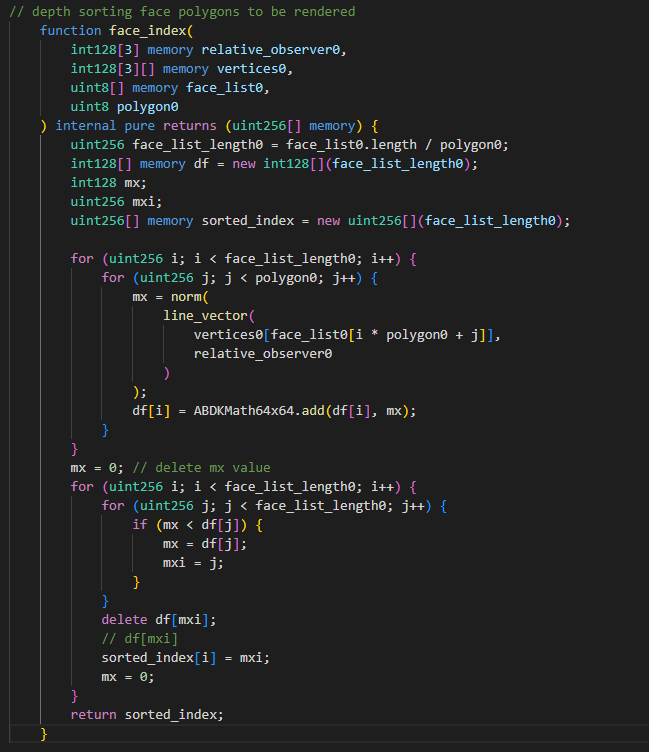 // depth sorting face polygons to be rendered
function face_index(
int128[3] memory relative_observer0,
int128[3][] memory vertices0,
uint8[] memory face_list0,
uint8 polygon0
) internal pure returns (uint256[] memory) {
uint256 face_list_length0 = face_list0.length / polygon0;
int128[] memory df = new int128[](face_list_length0);
int128 mx;
uint256 mxi;
uint256[] memory sorted_index = new uint256[](face_list_length0);
for (uint256 i; i < face_list_length0; i++) {
for (uint256 j; j < polygon0; j++) {
mx = norm(
line_vector(
vertices0[face_list0[i * polygon0 + j]],
relative_observer0
)
);
df[i] = ABDKMath64x64.add(df[i], mx);
}
}
mx = 0; // delete mx value
for (uint256 i; i < face_list_length0; i++) {
for (uint256 j; j < face_list_length0; j++) {
if (mx < df[j]) {
mx = df[j];
mxi = j;
}
}
delete df[mxi];
// df[mxi]
sorted_index[i] = mxi;
mx = 0;
}
return sorted_index;
}